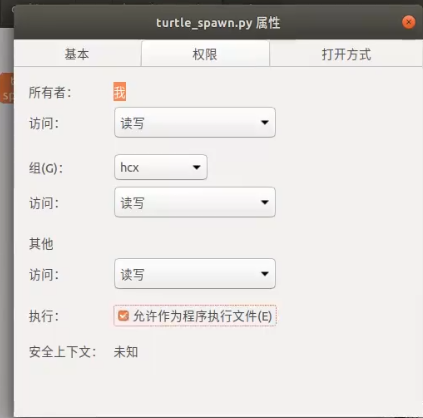 turtle_spawn.py 属性
基本 权限 打开方式
所有者： 我
访问： 读写
组(G)： hcx
访问： 读写
其他
访问： 读写
执行： 允许作为程序执行文件(E)
安全上下文： 未知